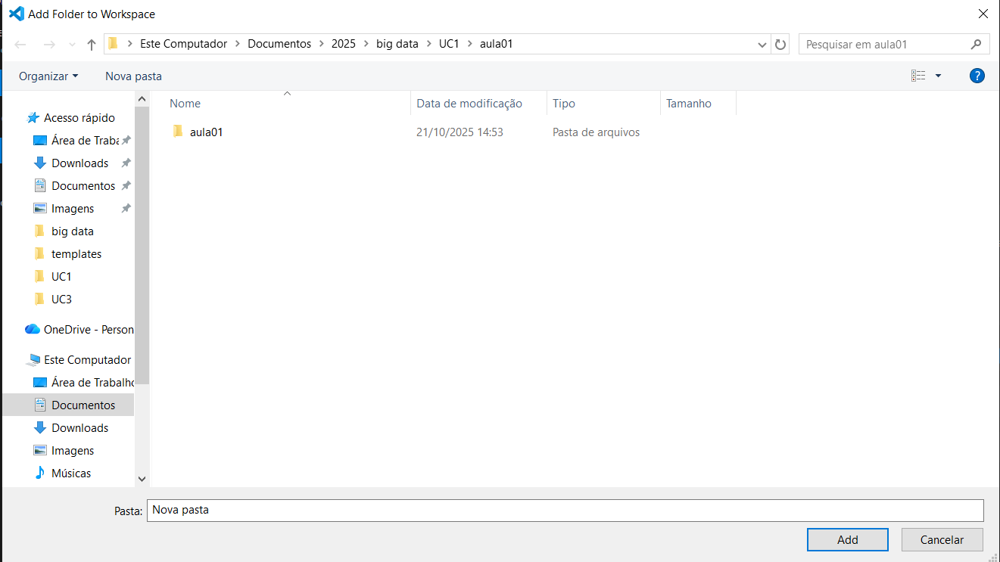 Add Folder to Workspace
Este Computador > Documentos > 2025 > big data > UC1 > aula01
Pesquisar em aula01
Organizar
Nova pasta
?
Nome
Data de modificação
Tipo
Tamanho
aula01
21/10/2025 14:53
Pasta de arquivos
Acesso rápido
Área de Traba
Downloads
Documentos
Imagens
big data
templates
UC1
UC3
OneDrive - Person
Este Computador
Área de Trabalho
Documentos
Downloads
Imagens
Músicas
Pasta:
Nova pasta
Add
Cancelar